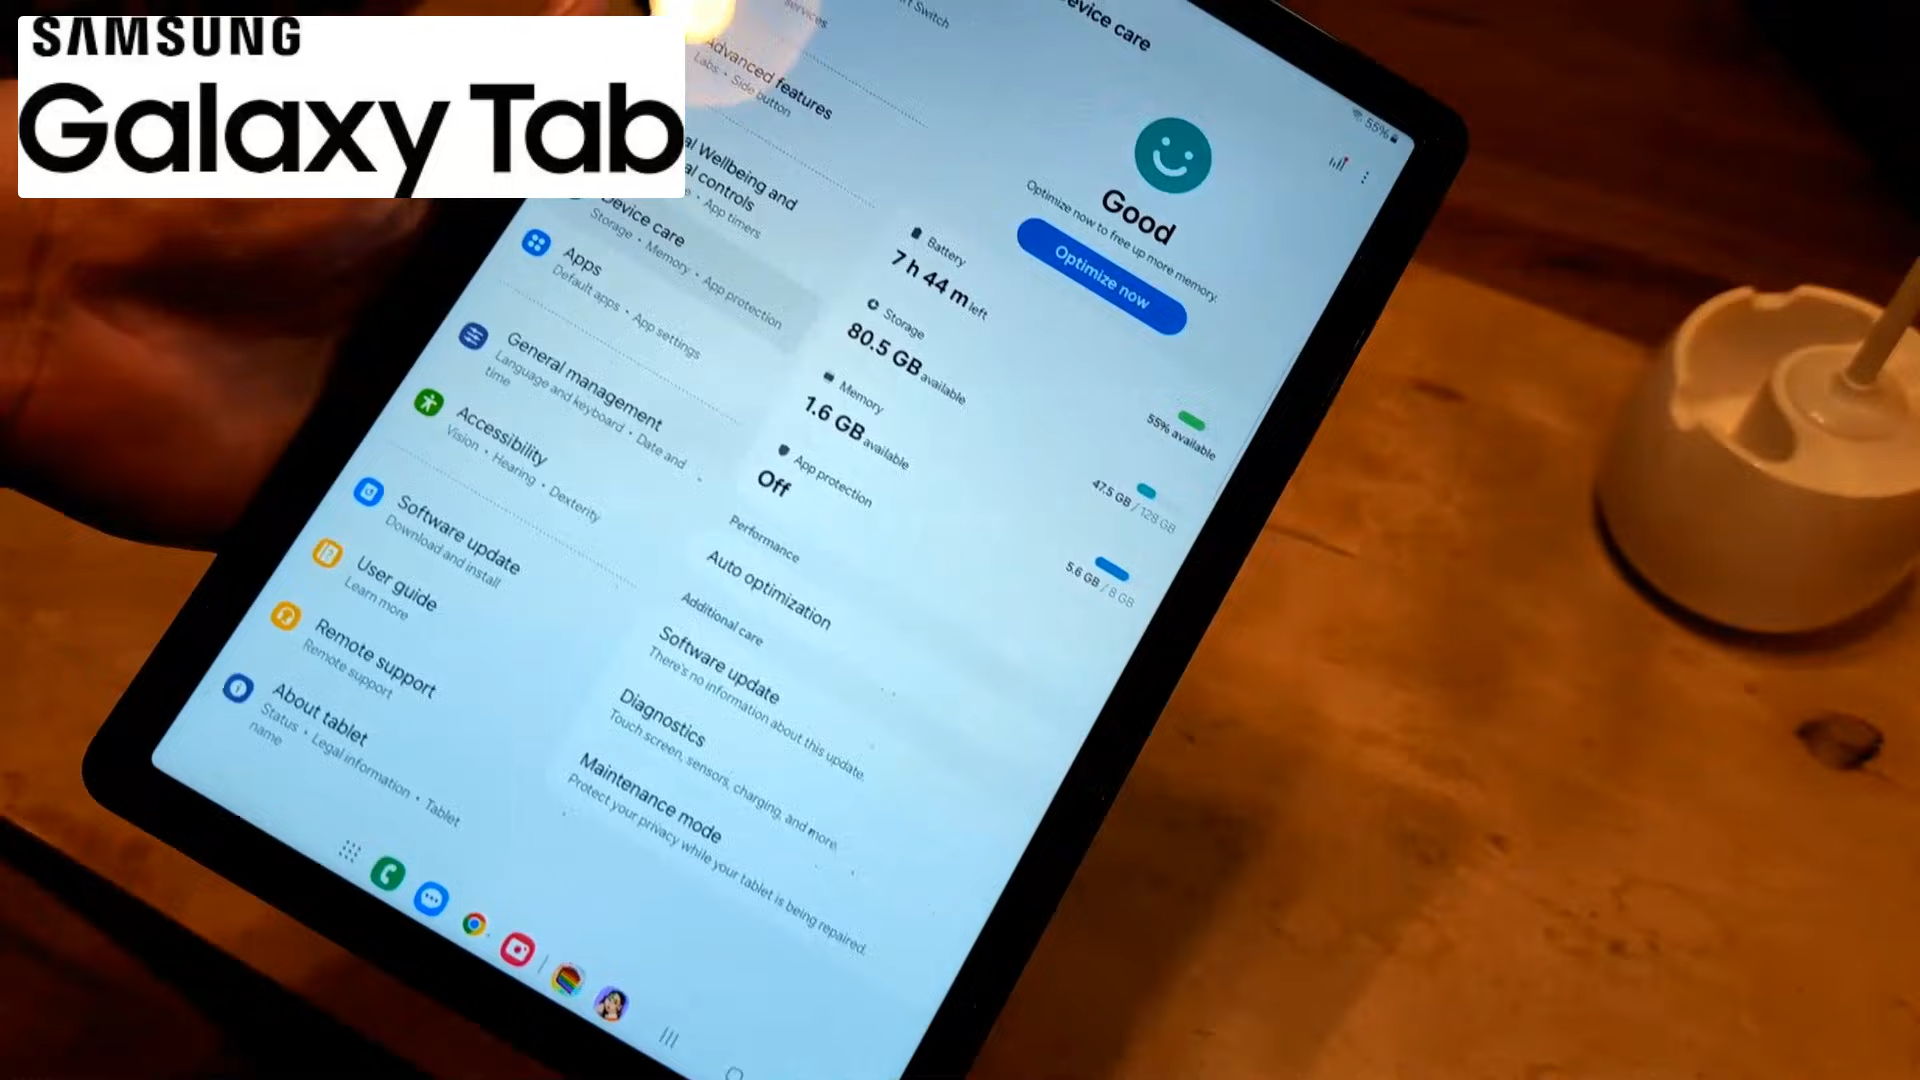 SAMSUNG
Galaxy Tab
Switch
services
Advanced features
Labs • Side button
Wellbeing and
controls
• App timers
Device care
Storage • Memory • App protection
Apps
Default apps • App settings
General management
Language and keyboard • Date and
time
Accessibility
Vision • Hearing • Dexterity
Software update
Download and install
User guide
Learn more
Remote support
Remote support
About tablet
Status • Legal information • Tablet
name
Device care
55%
Good
Optimize now to free up more memory.
Optimize now
Battery
7 h 44 m left
55% available
Storage
80.5 GB available
47.5 GB / 128 GB
Memory
1.6 GB available
5.6 GB / 8 GB
App protection
Off
Performance
Auto optimization
Additional care
Software update
There's no information about this update.
Diagnostics
Touch screen, sensors, charging, and more.
Maintenance mode
Protect your privacy while your tablet is being repaired.